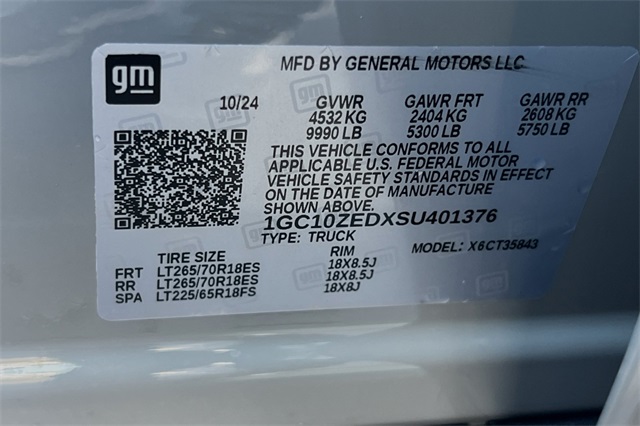 gm
MFD BY GENERAL MOTORS LLC
10/24 GVWR GAWR FRT GAWR RR
4532 KG 2404 KG 2608 KG
9990 LB 5300 LB 5750 LB
THIS VEHICLE CONFORMS TO ALL
APPLICABLE U.S. FEDERAL MOTOR
VEHICLE SAFETY STANDARDS IN EFFECT
ON THE DATE OF MANUFACTURE
SHOWN ABOVE.
1GC10ZEDXSU401376
TYPE: TRUCK MODEL: X6CT35843
TIRE SIZE RIM
FRT LT265/70R18ES 18X8.5J
RR LT265/70R18ES 18X8.5J
SPA LT225/65R18FS 18X8J